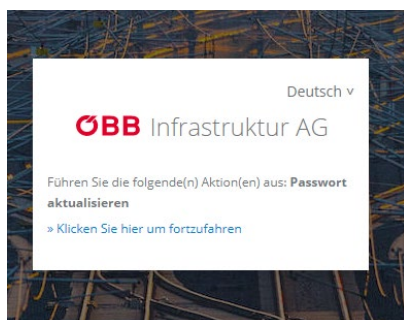 Deutsch ˅
ÖBB Infrastruktur AG
Führen Sie die folgende(n) Aktion(en) aus: Passwort
aktualisieren
» Klicken Sie hier um fortzufahren